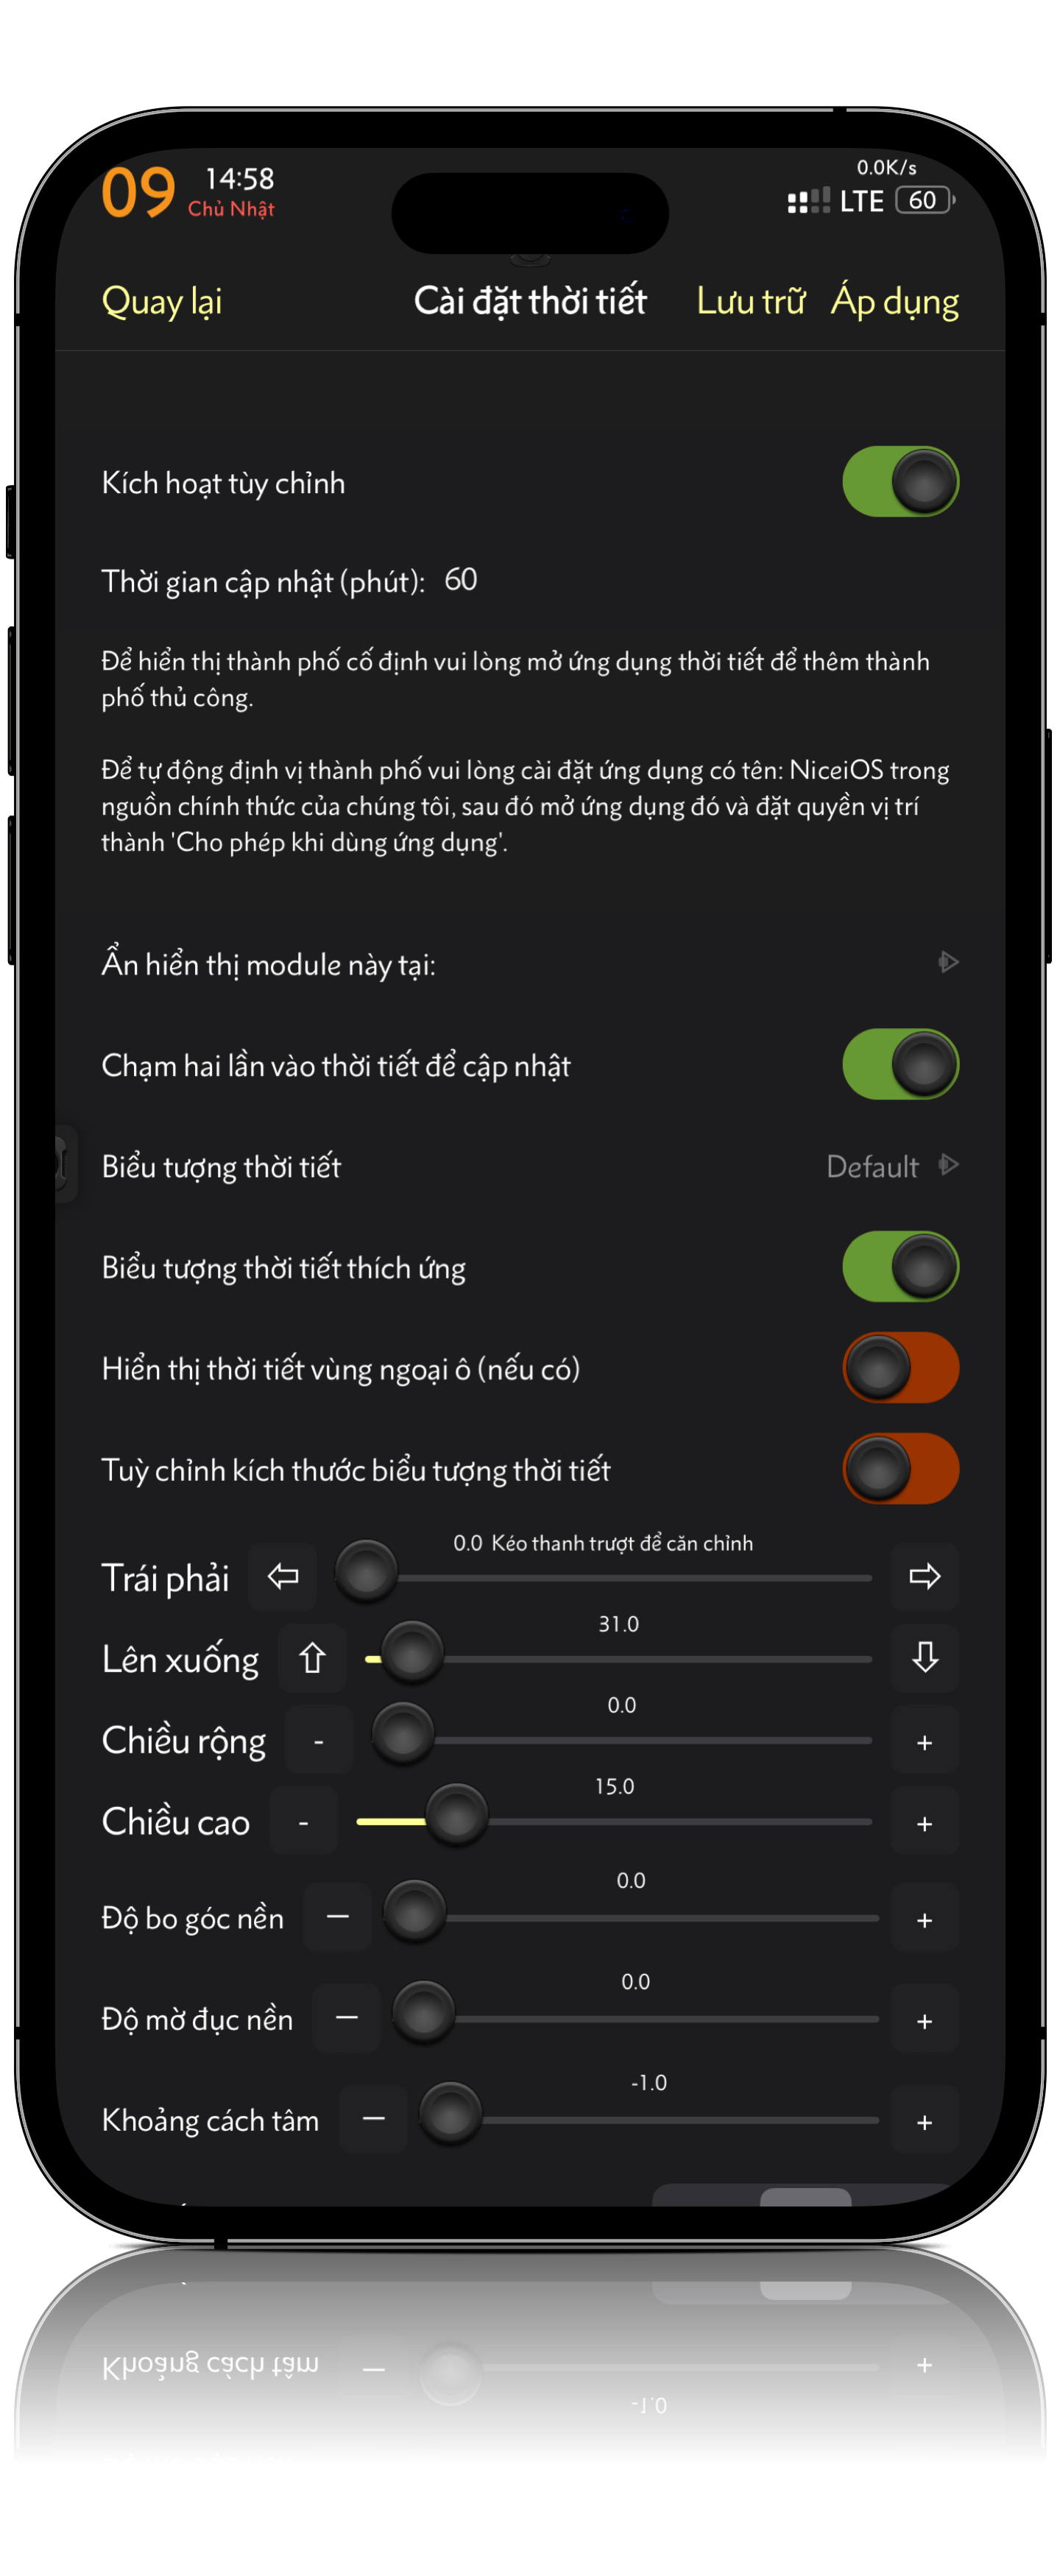 09 14:58
Chủ Nhật
0.0K/s
LTE 60
Quay lại Cài đặt thời tiết Lưu trữ Áp dụng
Kích hoạt tùy chỉnh
Thời gian cập nhật (phút): 60
Để hiển thị thành phố cố định vui lòng mở ứng dụng thời tiết để thêm thành
phố thủ công.
Để tự động định vị thành phố vui lòng cài đặt ứng dụng có tên: NiceiOS trong
nguồn chính thức của chúng tôi, sau đó mở ứng dụng đó và đặt quyền vị trí
thành 'Cho phép khi dùng ứng dụng'.
Ẩn hiển thị module này tại:
Chạm hai lần vào thời tiết để cập nhật
Biểu tượng thời tiết Default
Biểu tượng thời tiết thích ứng
Hiển thị thời tiết vùng ngoại ô (nếu có)
Tuỳ chỉnh kích thước biểu tượng thời tiết
0.0 Kéo thanh trượt để căn chỉnh
Trái phải
31.0
Lên xuống
0.0
Chiều rộng - +
15.0
Chiều cao - +
0.0
Độ bo góc nền — +
0.0
Độ mờ đục nền — +
-1.0
Khoảng cách tâm — +